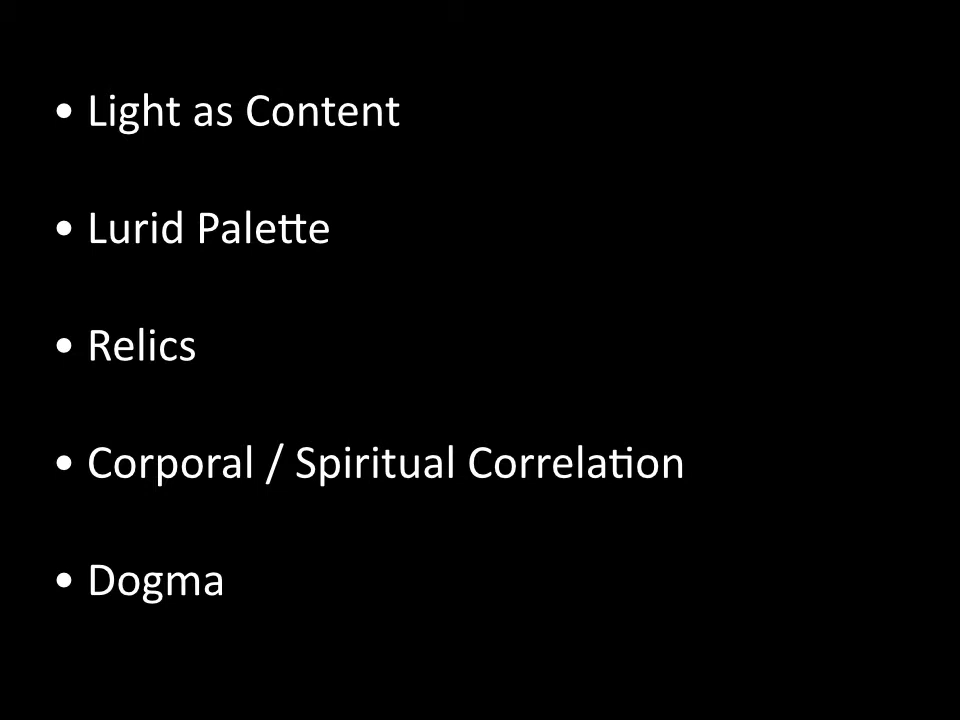 • Light as Content
• Lurid Palette
• Relics
• Corporal / Spiritual Correlation
• Dogma